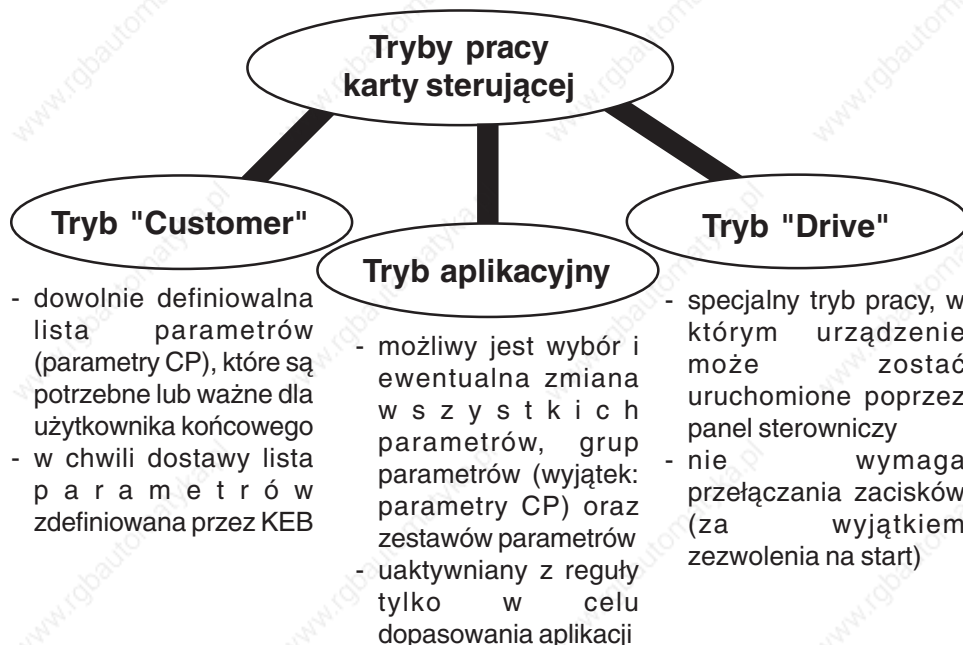 Tryby pracy
karty sterującej
Tryb "Customer"
Tryb aplikacyjny
Tryb "Drive"
- dowolnie definiowalna
lista parametrów
(parametry CP), które są
potrzebne lub ważne dla
użytkownika końcowego
- w chwili dostawy lista
parametrów
zdefiniowana przez KEB
- możliwy jest wybór i
ewentualna zmiana
wszystkich
parametrów, grup
parametrów (wyjątek:
parametry CP) oraz
zestawów parametrów
- uaktywniany z reguły
tylko w celu
dopasowania aplikacji
- specjalny tryb pracy, w
którym urządzenie
może zostać
uruchomione poprzez
panel sterowniczy
- nie wymaga
przełączania zacisków
(za wyjątkiem
zezwolenia na start)